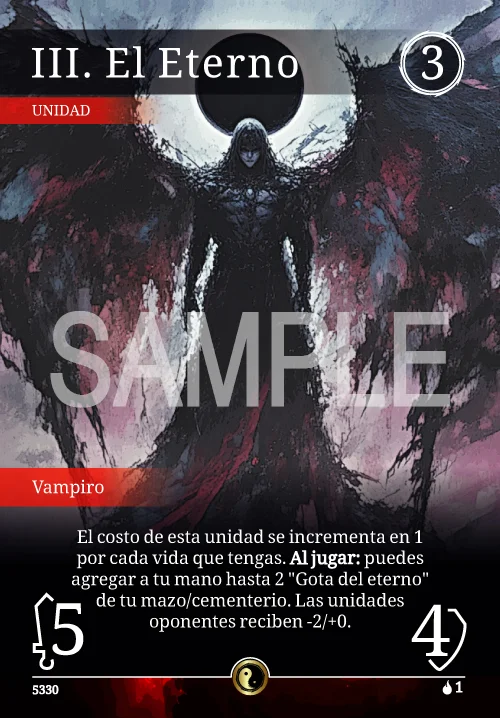 III. El Eterno
3
UNIDAD
SAMPLE
Vampiro
El costo de esta unidad se incrementa en 1
por cada vida que tengas. Al jugar: puedes
agregar a tu mano hasta 2 "Gota del eterno"
de tu mazo/cementerio. Las unidades
oponentes reciben -2/+0.
5
4
5330
1